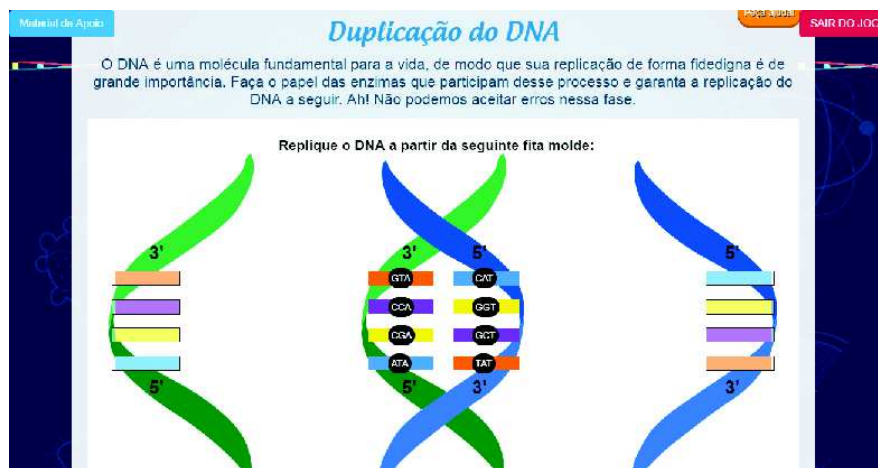 Material de Apoio
Peça ajuda!
SAIR DO JOG
Duplicação do DNA
O DNA é uma molécula fundamental para a vida, de modo que sua replicação de forma fidedigna é de
grande importância. Faça o papel das enzimas que participam desse processo e garanta a replicação do
DNA a seguir. Ah! Não podemos aceitar erros nessa fase.
Replique o DNA a partir da seguinte fita molde:
3' 3' 5' 5'
GTA CAT
CCA GGT
CGA GCT
ATA TAT
5' 5' 3' 3'